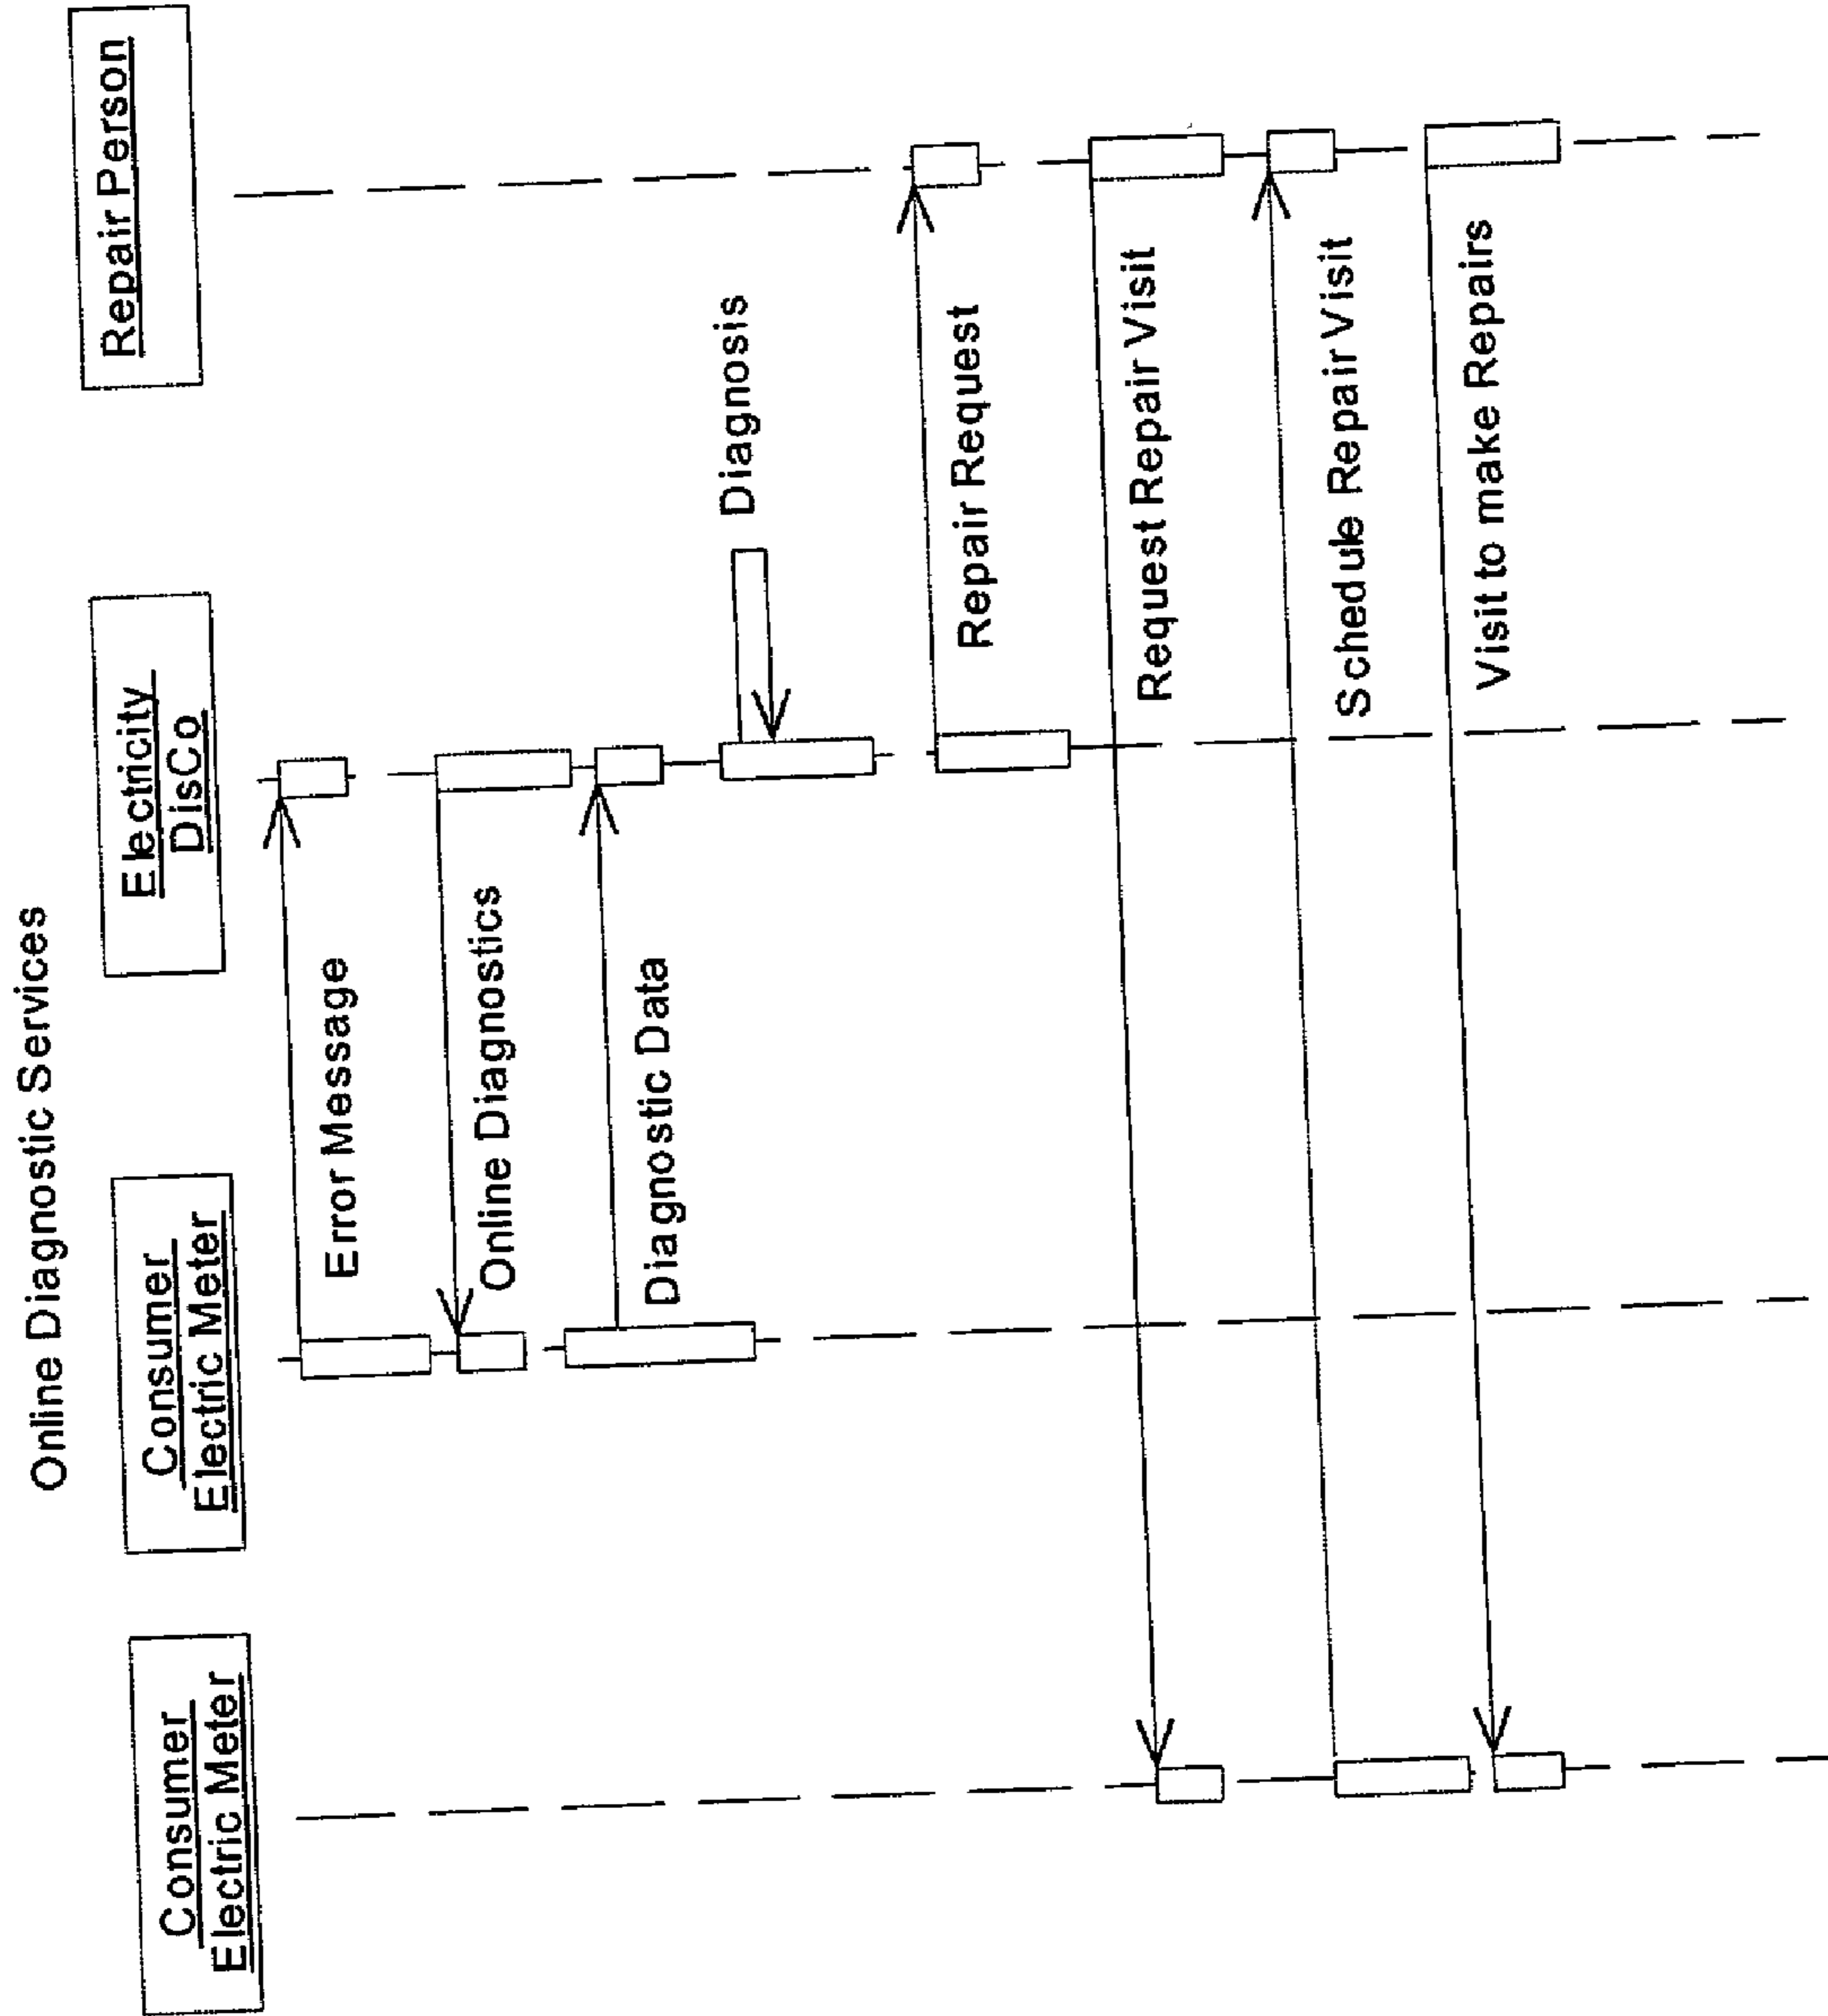 Online Diagnostic Services
Consumer
Electric Meter
Consumer
Electric Meter
Electricity
DisCo
Repair Person
Error Message
Online Diagnostics
Diagnostic Data
Diagnosis
Repair Request
Request Repair Visit
Schedule Repair Visit
Visit to make Repairs